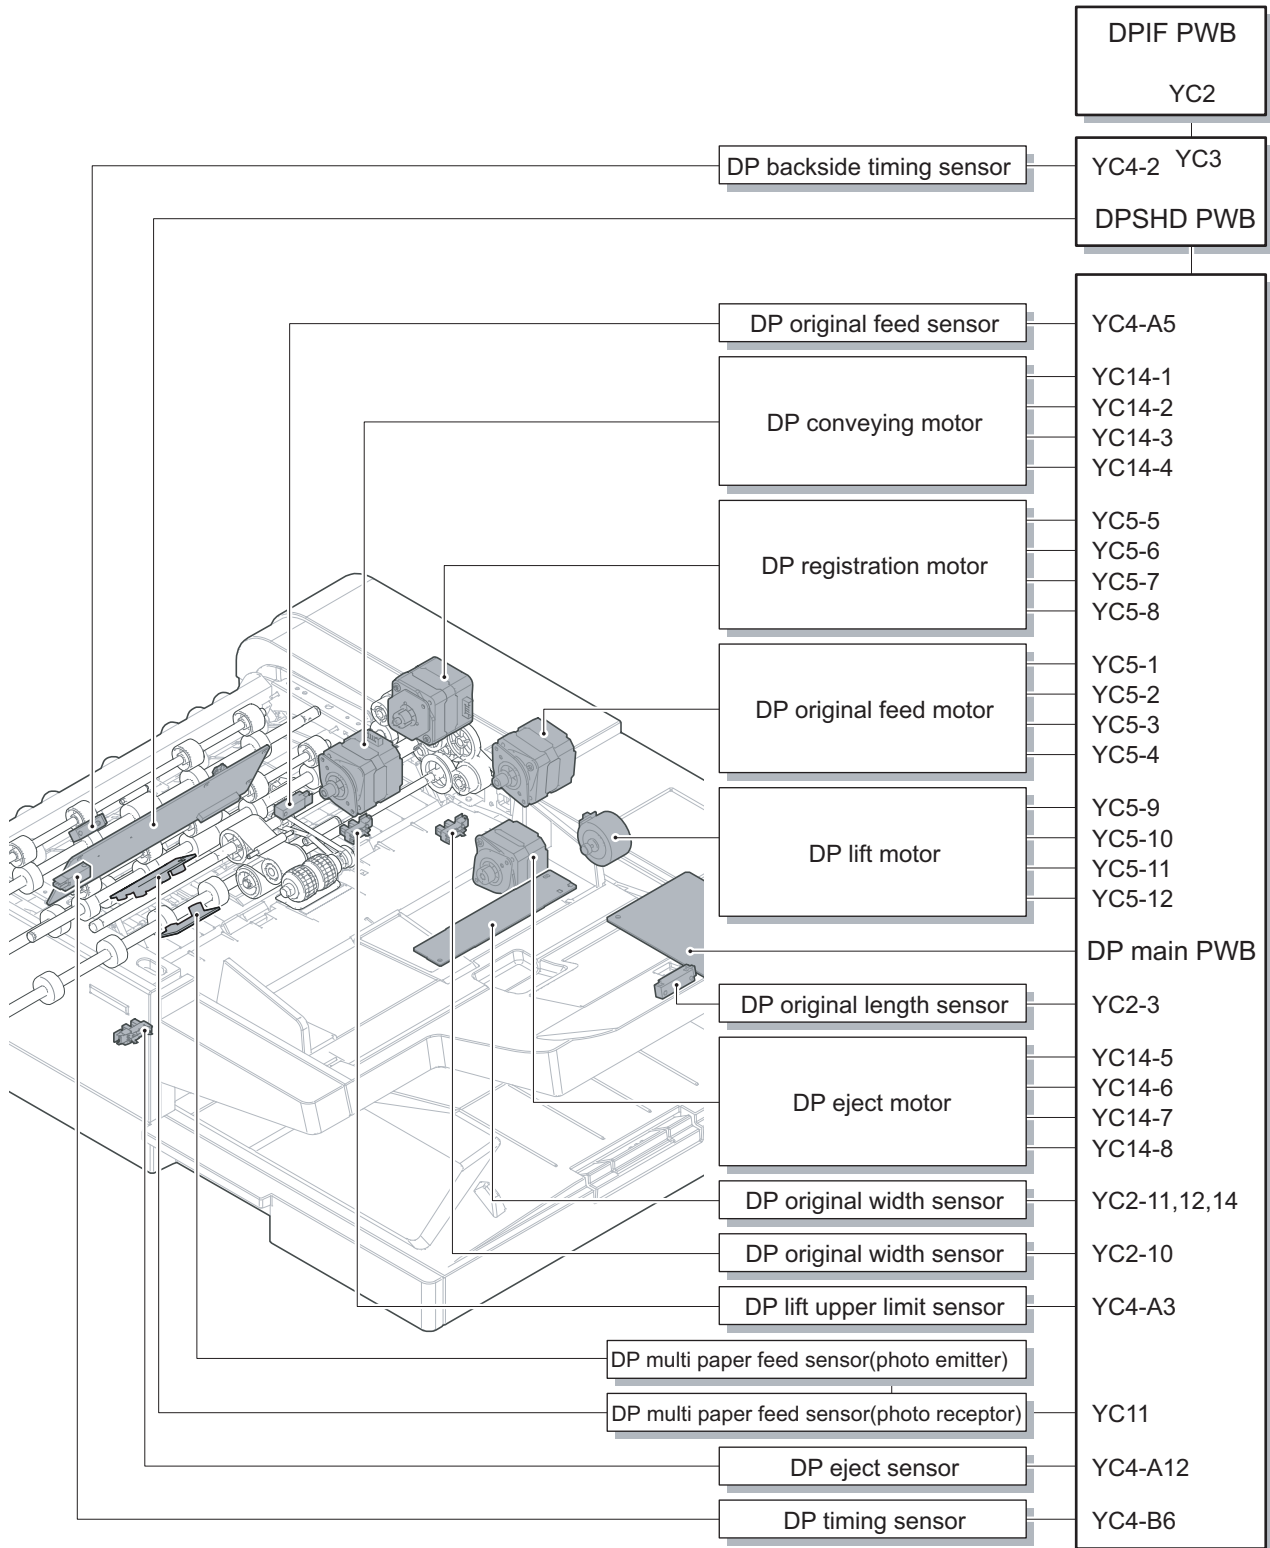 DPIF PWB
YC2
DP backside timing sensor
YC4-2
YC3
DPSHD PWB
DP original feed sensor
YC4-A5
DP conveying motor
YC14-1
YC14-2
YC14-3
YC14-4
DP registration motor
YC5-5
YC5-6
YC5-7
YC5-8
DP original feed motor
YC5-1
YC5-2
YC5-3
YC5-4
DP lift motor
YC5-9
YC5-10
YC5-11
YC5-12
DP main PWB
DP original length sensor
YC2-3
DP eject motor
YC14-5
YC14-6
YC14-7
YC14-8
DP original width sensor
YC2-11,12,14
DP original width sensor
YC2-10
DP lift upper limit sensor
YC4-A3
DP multi paper feed sensor(photo emitter)
DP multi paper feed sensor(photo receptor)
YC11
DP eject sensor
YC4-A12
DP timing sensor
YC4-B6